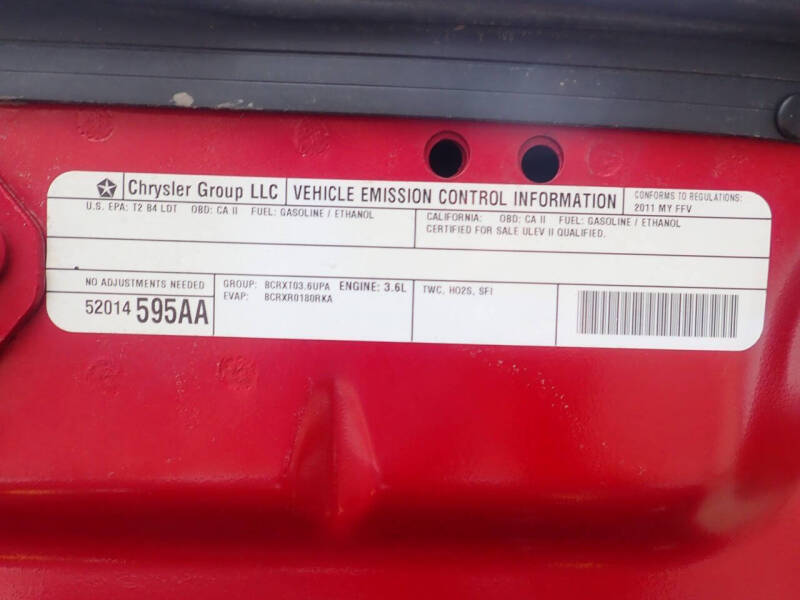 Chrysler Group LLC VEHICLE EMISSION CONTROL INFORMATION CONFORMS TO REGULATIONS:
2011 MY FFV
U.S. EPA: T2 B4 LDT OBD: CA II FUEL: GASOLINE / ETHANOL
CALIFORNIA: OBD: CA II FUEL: GASOLINE / ETHANOL
CERTIFIED FOR SALE ULEV II QUALIFIED.
NO ADJUSTMENTS NEEDED
52014 595AA
GROUP: BCRXT03.6UPA ENGINE: 3.6L
EVAP: BCRXR0180RKA
TWC, HO2S, SFI